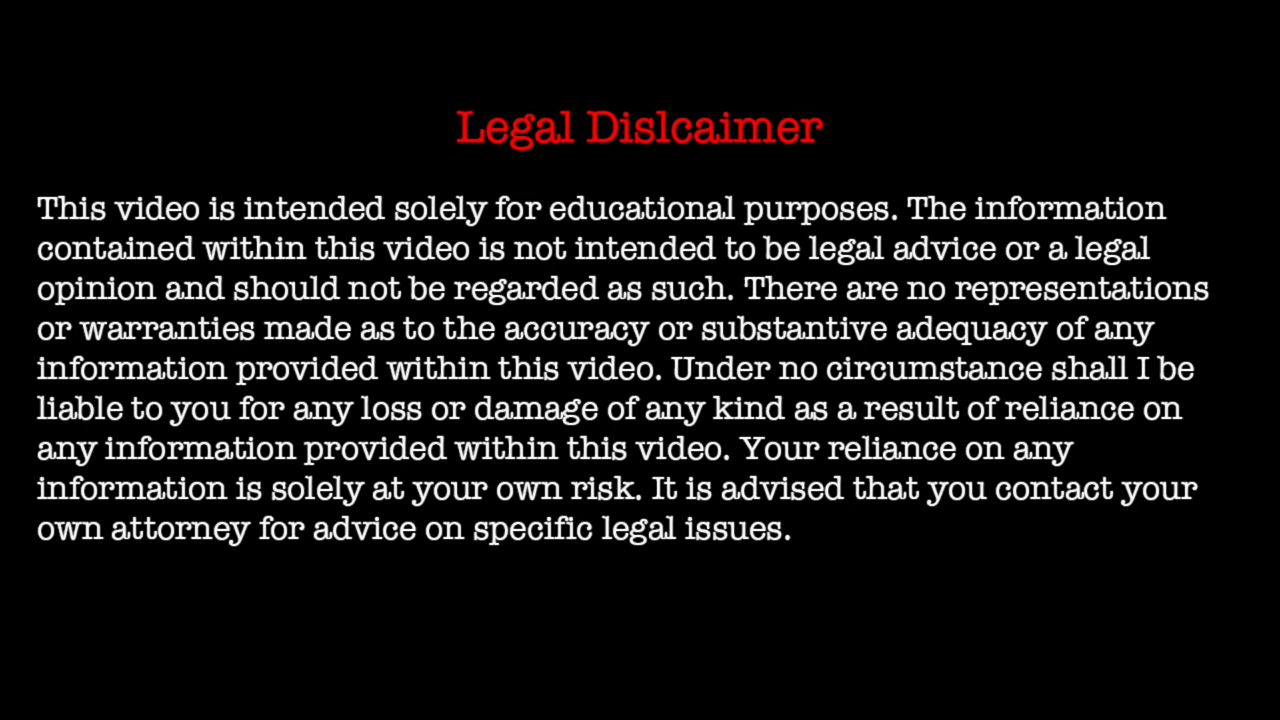 Legal Dislcaimer
This video is intended solely for educational purposes. The information
contained within this video is not intended to be legal advice or a legal
opinion and should not be regarded as such. There are no representations
or warranties made as to the accuracy or substantive adequacy of any
information provided within this video. Under no circumstance shall I be
liable to you for any loss or damage of any kind as a result of reliance on
any information provided within this video. Your reliance on any
information is solely at your own risk. It is advised that you contact your
own attorney for advice on specific legal issues.